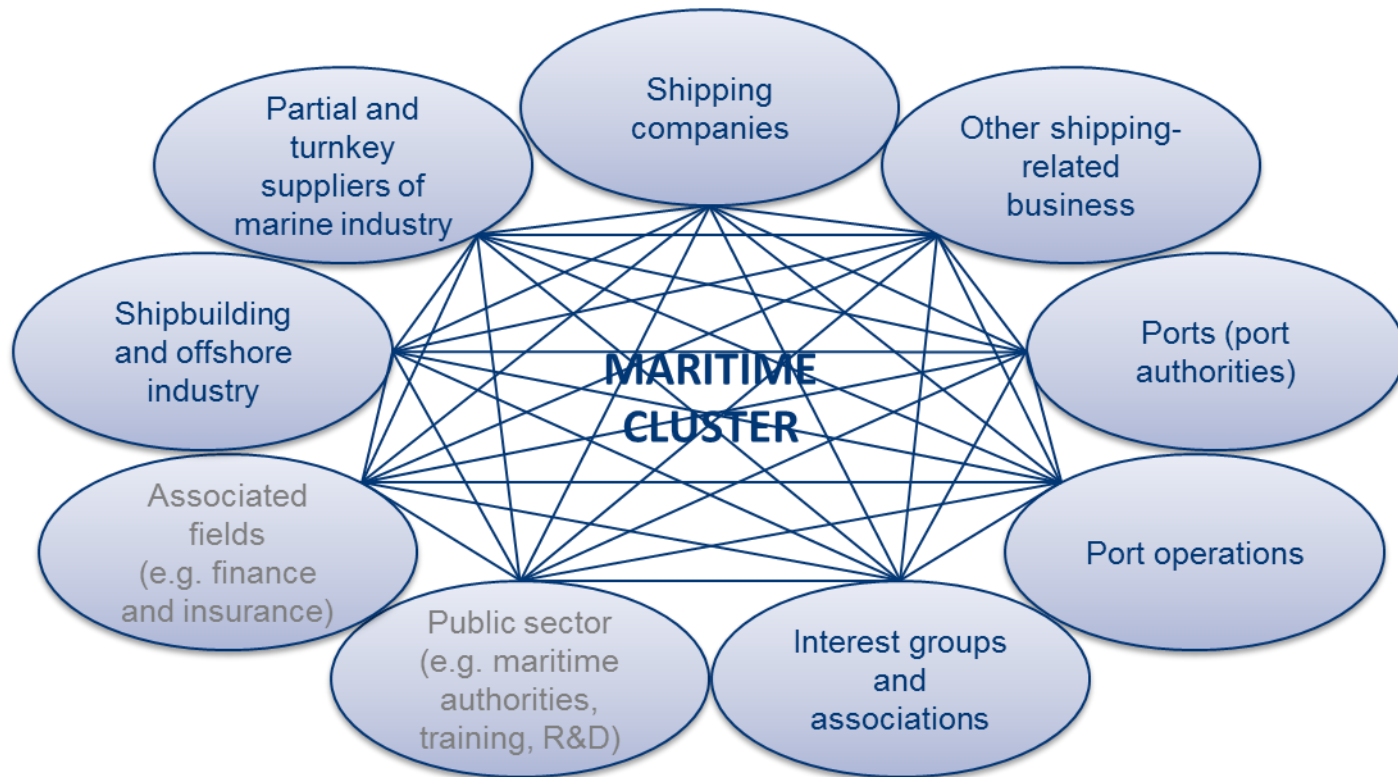 Shipping
companies
Partial and
turnkey
suppliers of
marine industry
Other shipping-
related
business
Shipbuilding
and offshore
industry
MARITIME
CLUSTER
Ports (port
authorities)
Associated
fields
(e.g. finance
and insurance)
Port operations
Public sector
(e.g. maritime
authorities,
training, R&D)
Interest groups
and
associations